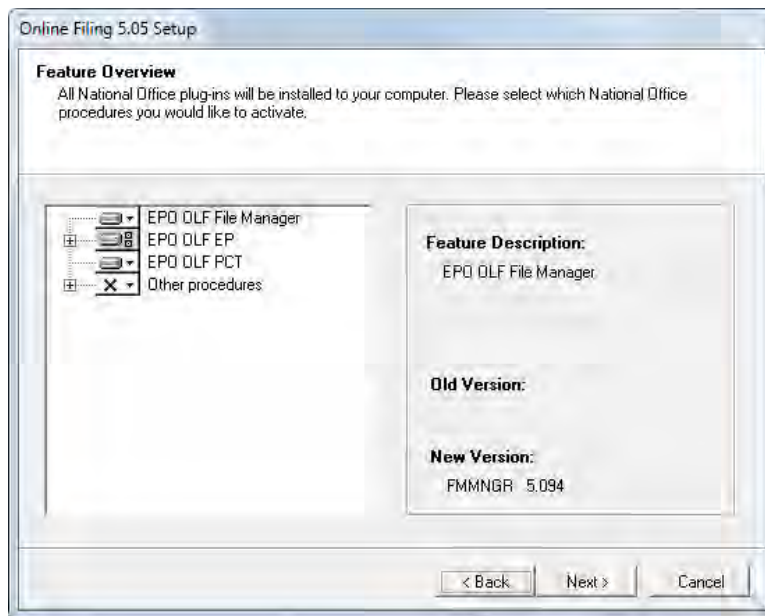 Online Filing 5.05 Setup
Feature Overview
All National Office plug-ins will be installed to your computer. Please select which National Office
procedures you would like to activate.
EPO OLF File Manager
EPO OLF EP
EPO OLF PCT
Other procedures
Feature Description:
EPO OLF File Manager
Old Version:
New Version:
FMMNGR 5.094
< Back
Next >
Cancel